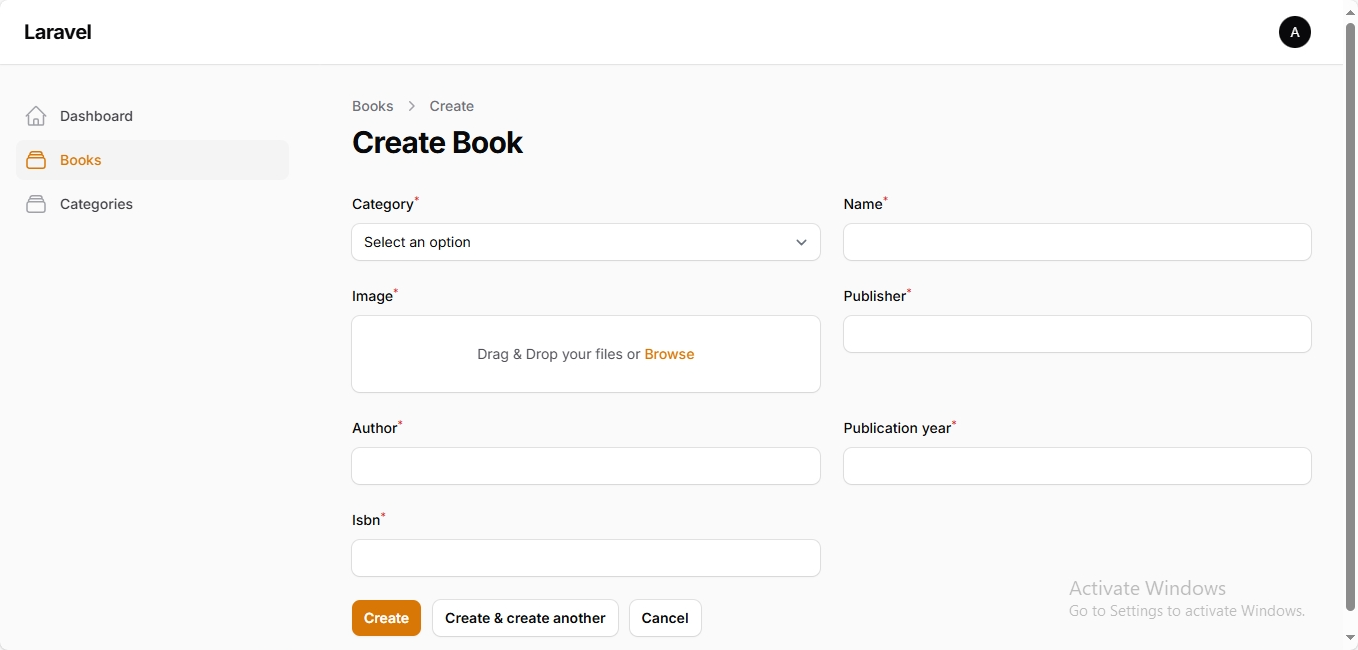 Laravel
A
Dashboard
Books
Categories
Books > Create
Create Book
Category*
Select an option
Name*
Image*
Drag & Drop your files or Browse
Publisher*
Author*
Publication year*
Isbn*
Create
Create & create another
Cancel
Activate Windows
Go to Settings to activate Windows.